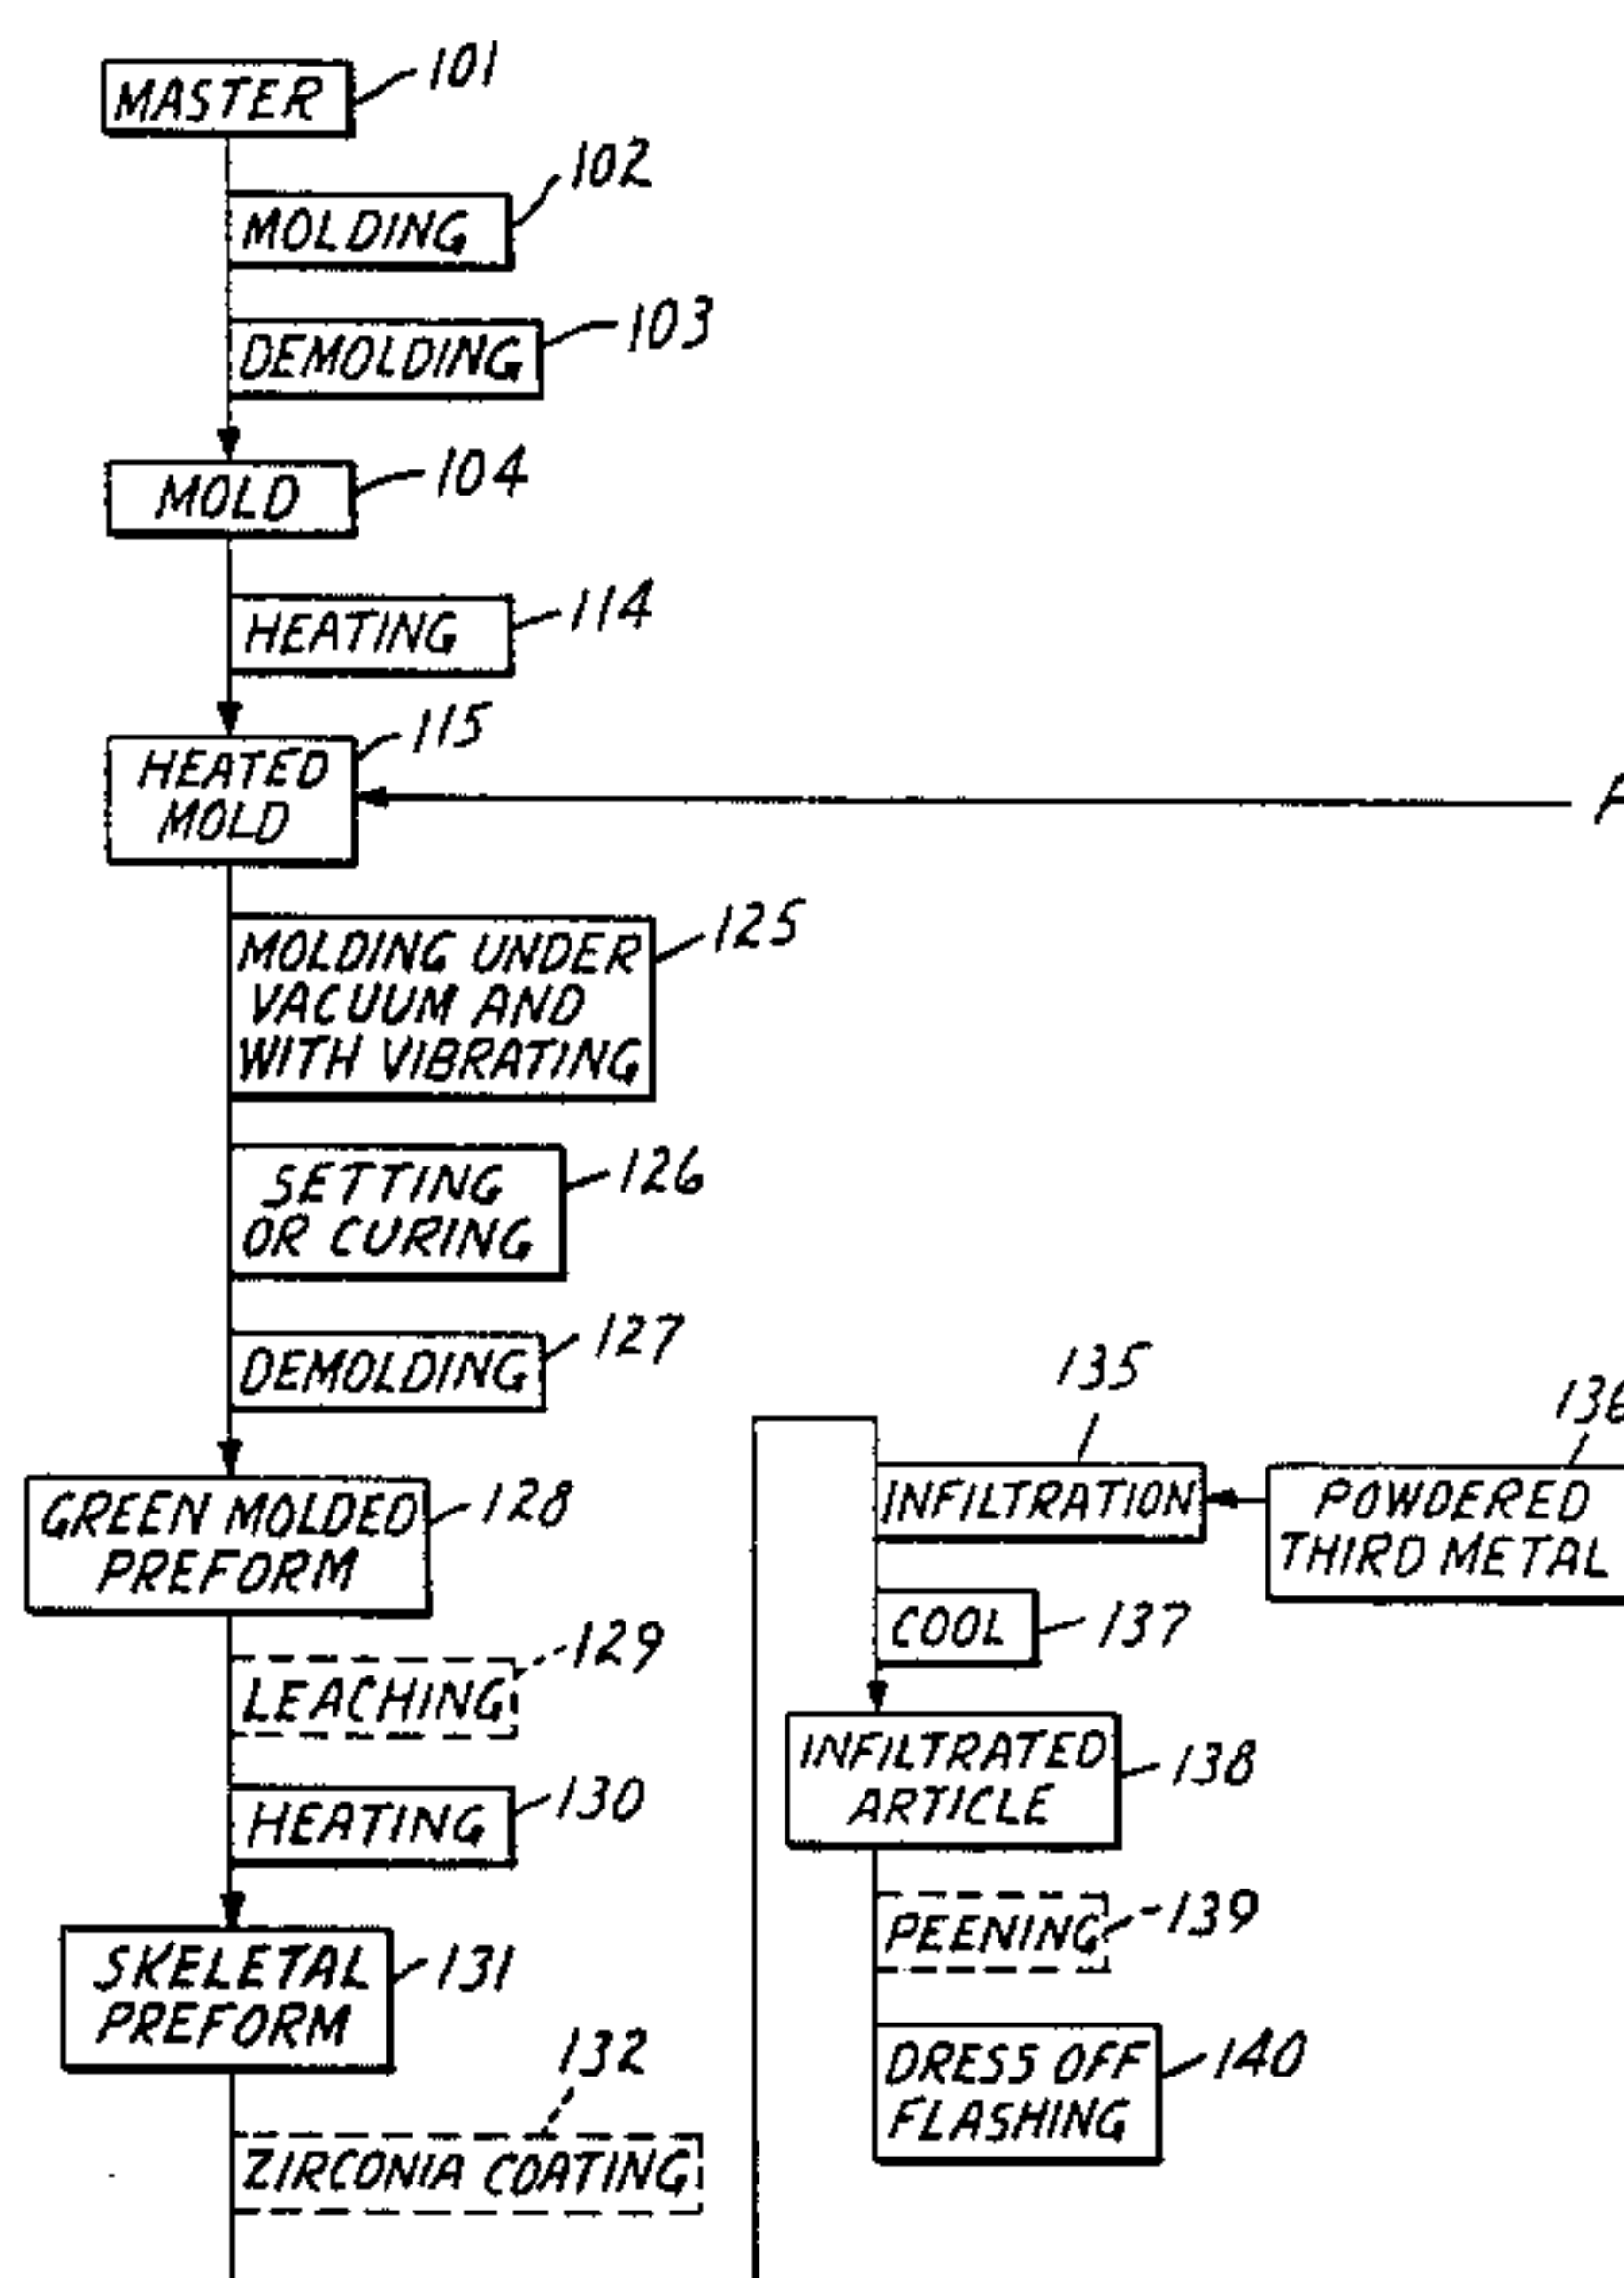 MASTER
101
MOLDING
102
DEMOLDING
103
MOLD
104
HEATING
114
HEATED
MOLD
115
MOLDING UNDER
VACUUM AND
WITH VIBRATING
125
SETTING
OR CURING
126
DEMOLDING
127
GREEN MOLDED
PREFORM
128
LEACHING
129
HEATING
130
SKELETAL
PREFORM
131
ZIRCONIA COATING
132
INFILTRATION
135
POWDERED
THIRD METAL
136
COOL
137
INFILTRATED
ARTICLE
138
PEENING
139
DRESS OFF
FLASHING
140